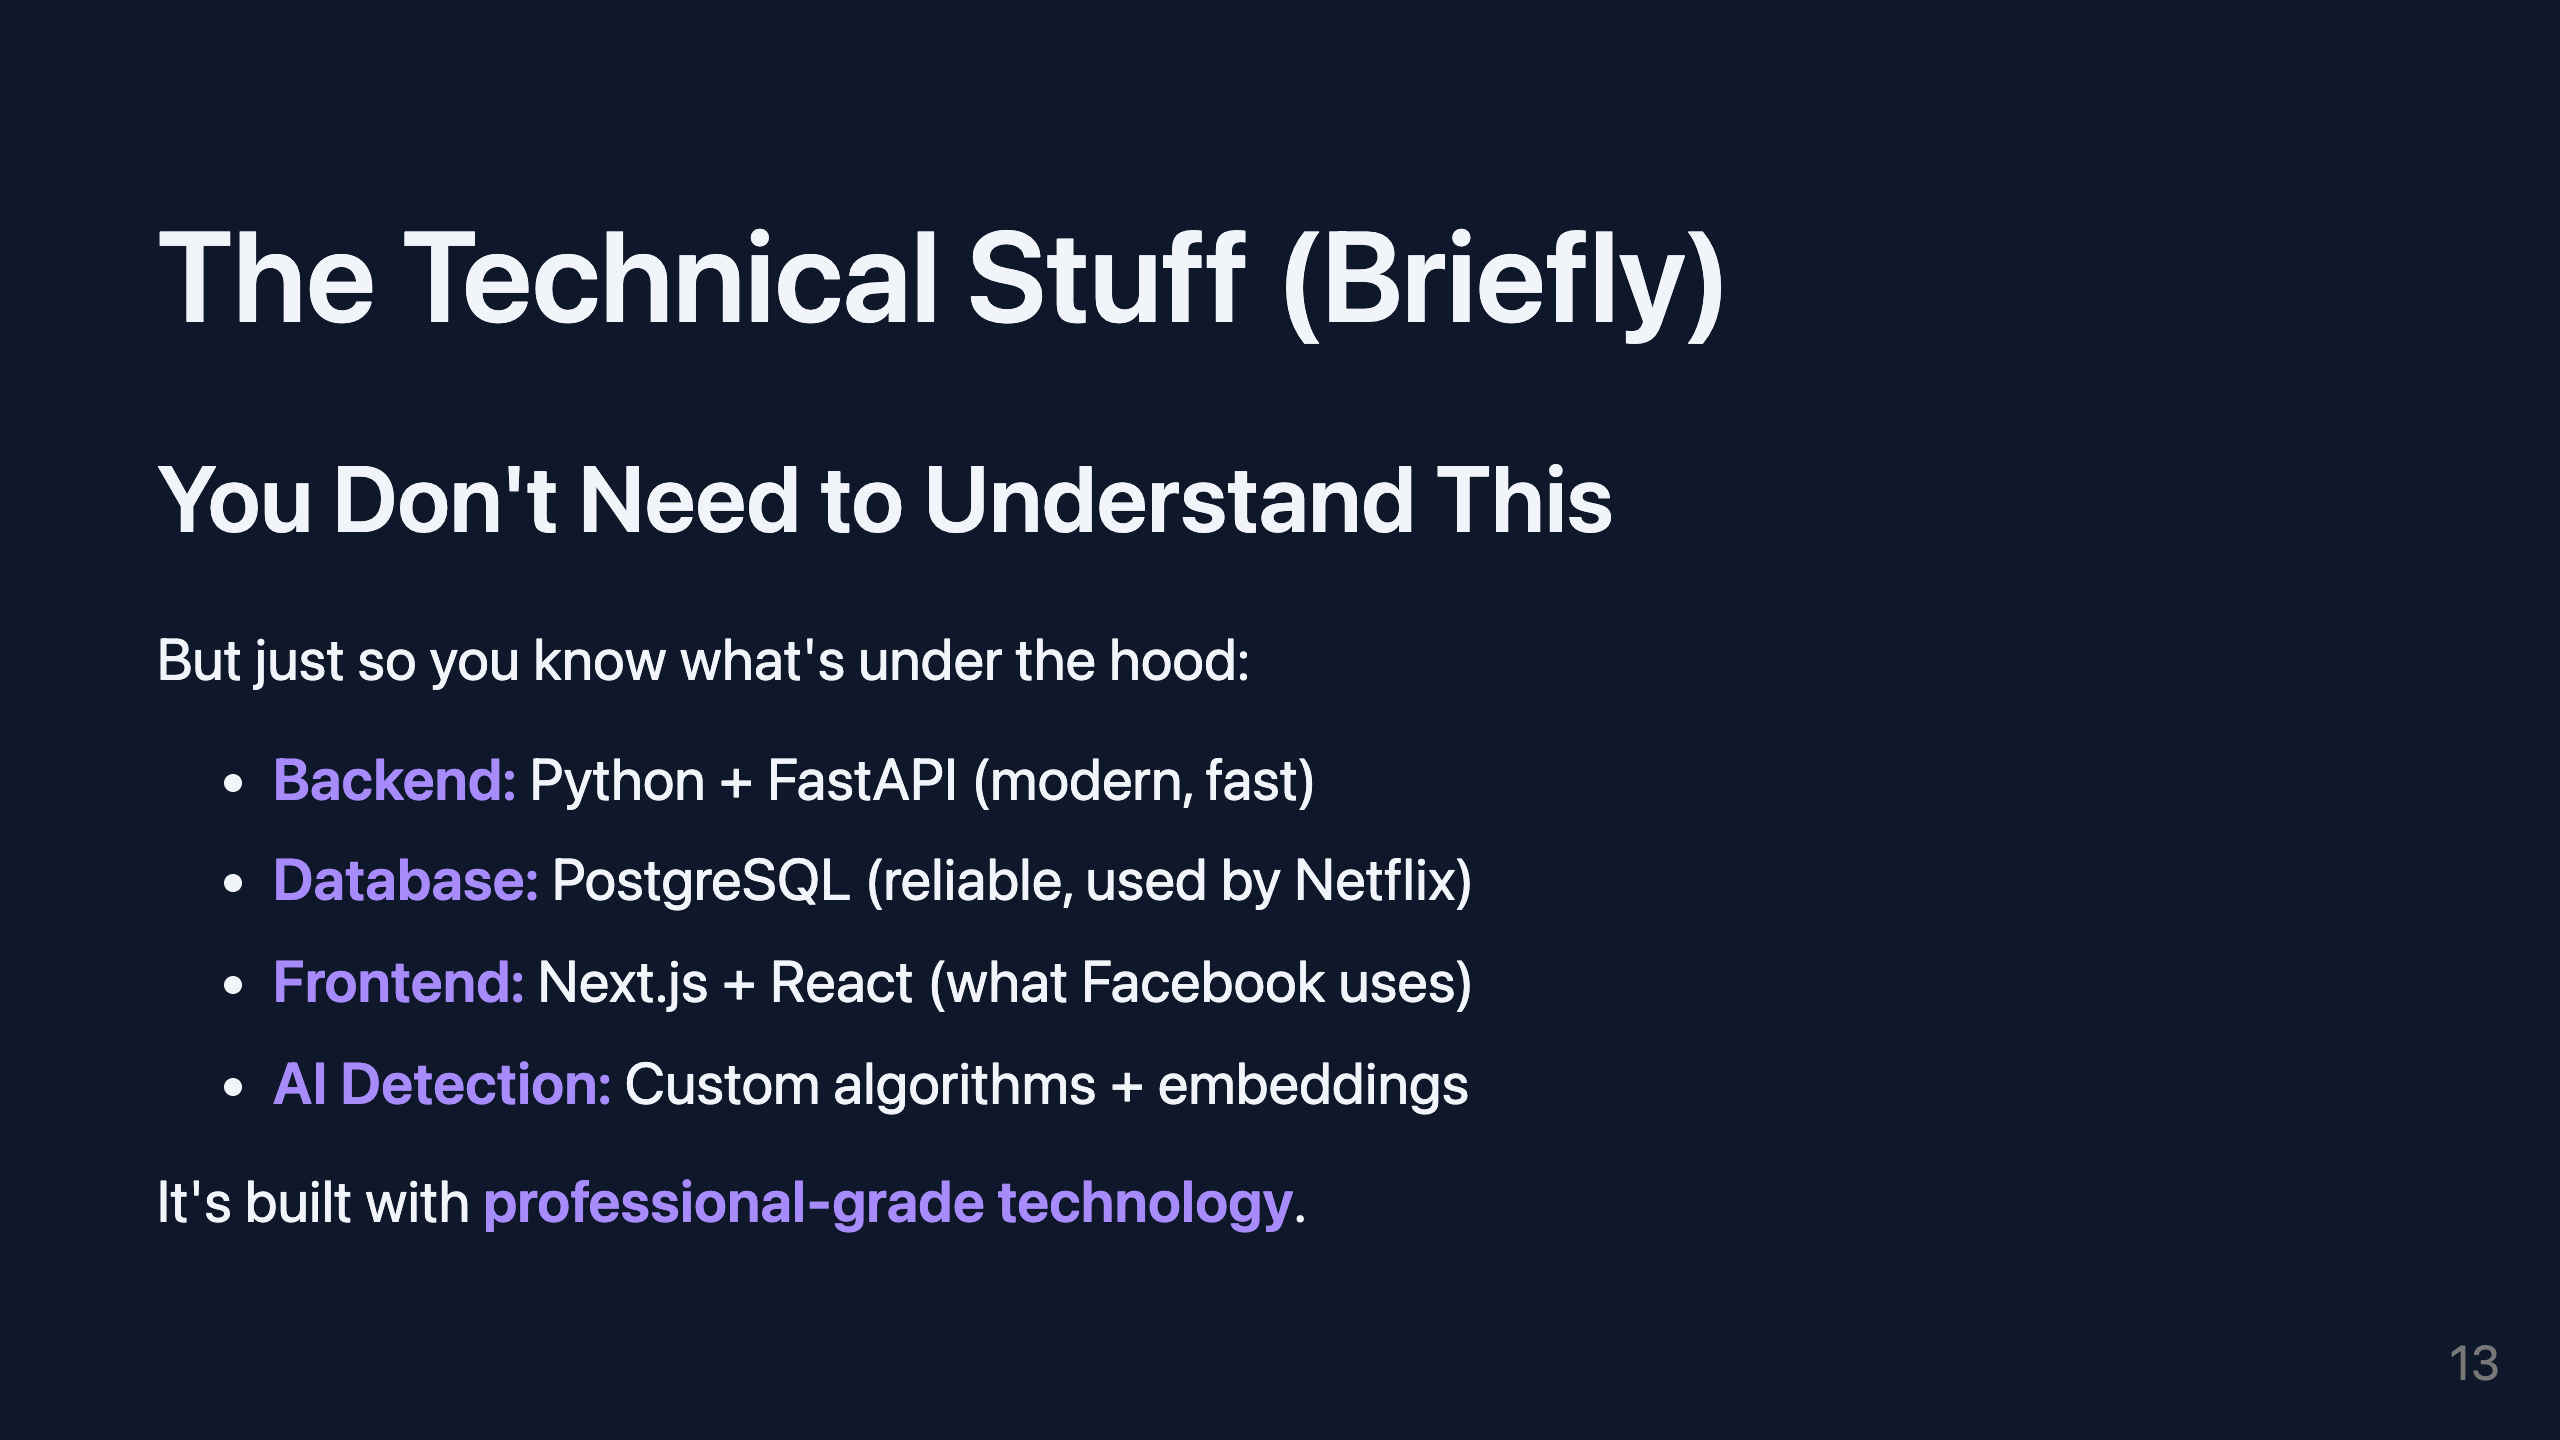 The Technical Stuff (Briefly)
You Don't Need to Understand This
But just so you know what's under the hood:
• Backend: Python + FastAPI (modern, fast)
• Database: PostgreSQL (reliable, used by Netflix)
• Frontend: Next.js + React (what Facebook uses)
• AI Detection: Custom algorithms + embeddings
It's built with professional-grade technology.
13